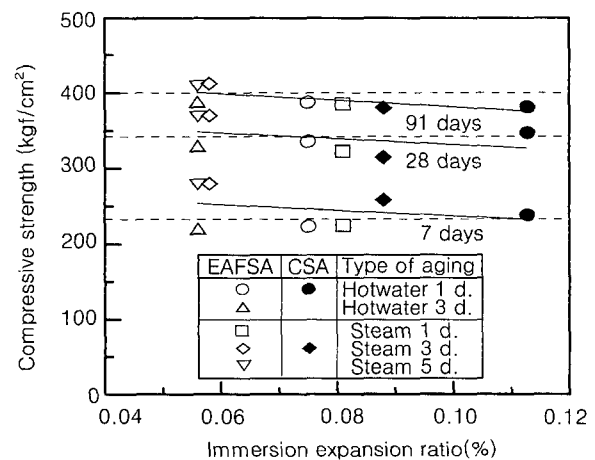 Compressive strength (kgf/cm²)
500
400
300
200
100
0
91 days
28 days
7 days
EAFSA CSA Type of aging
○ ● Hotwater 1 d.
△ Hotwater 3 d.
□ Steam 1 d.
◇ ◆ Steam 3 d.
▽ Steam 5 d.
0.04 0.06 0.08 0.10 0.12
Immersion expansion ratio(%)